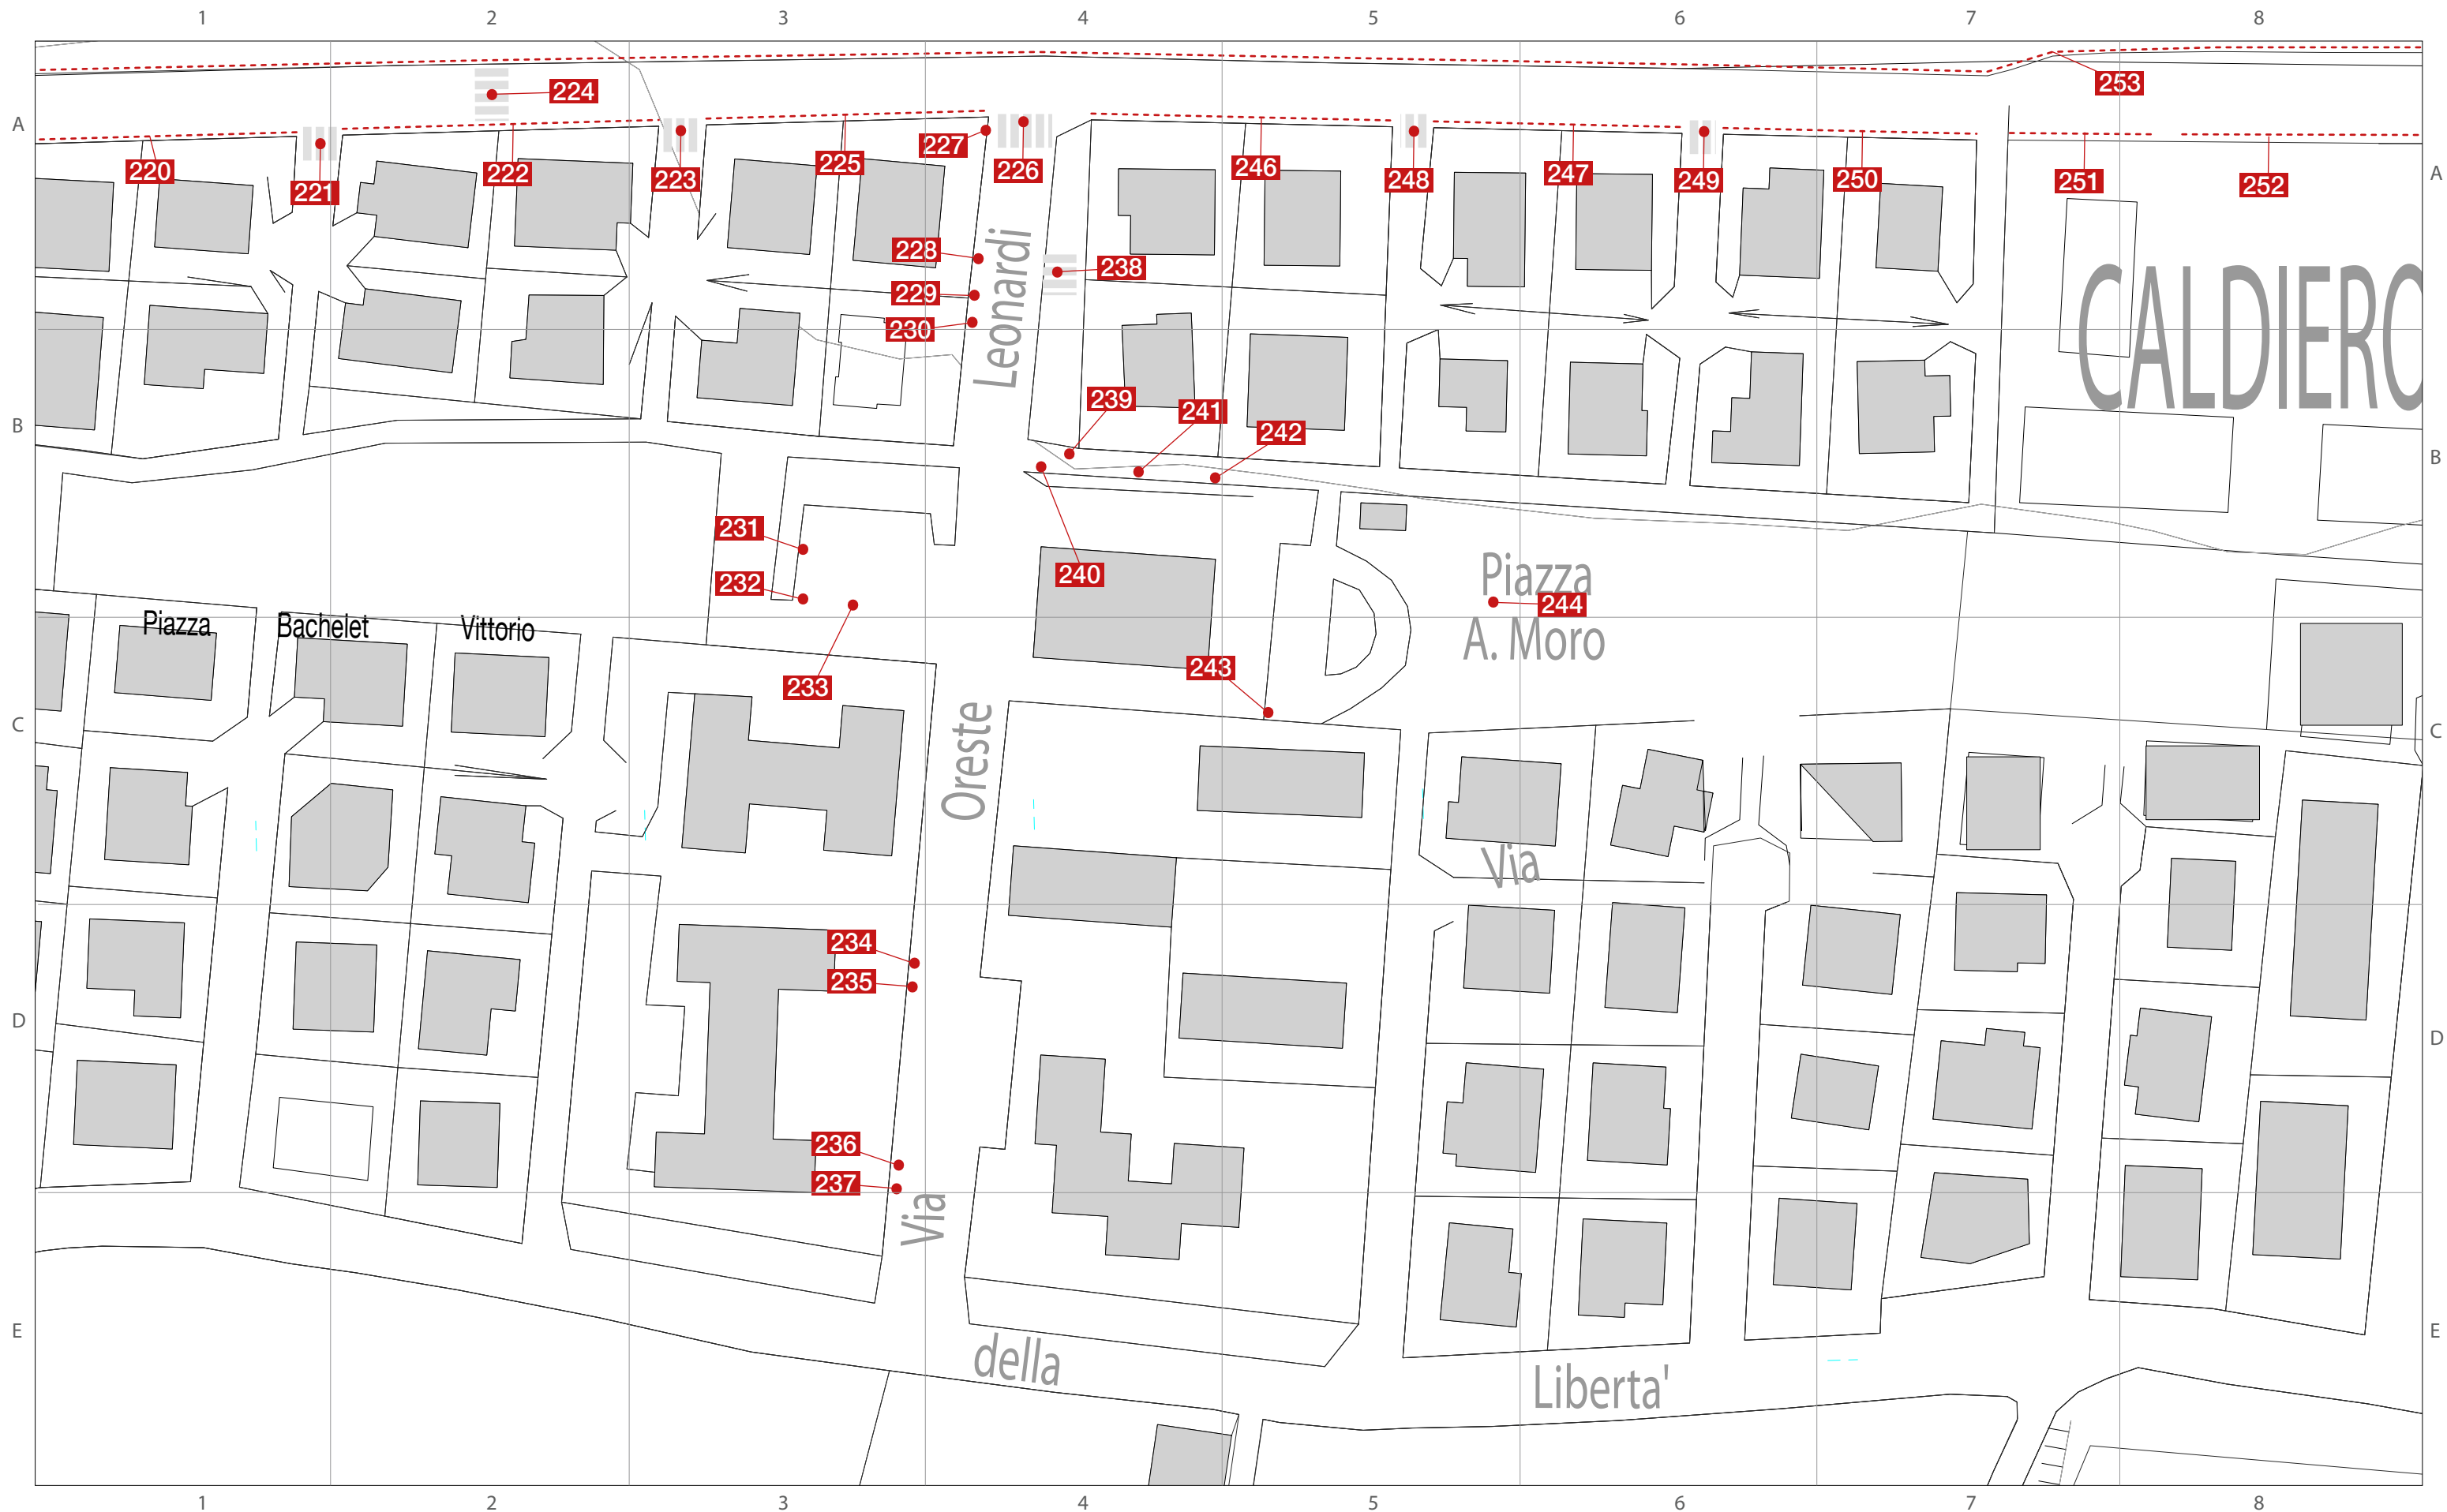 1 2 3 4 5 6 7 8
253
224
A
227
225 226 246 248 247 249 250 251 252 A
220 221 222 223
228
238
229
230
Leonardi
CALDIERO
239
241
B 242
B
231
232
240
Piazza
244
A. Moro
Piazza Bachelet Vittorio
243
233
C C
Oreste
Via
234
235
D D
236
237
Via
E E
della
Liberta'
1 2 3 4 5 6 7 8